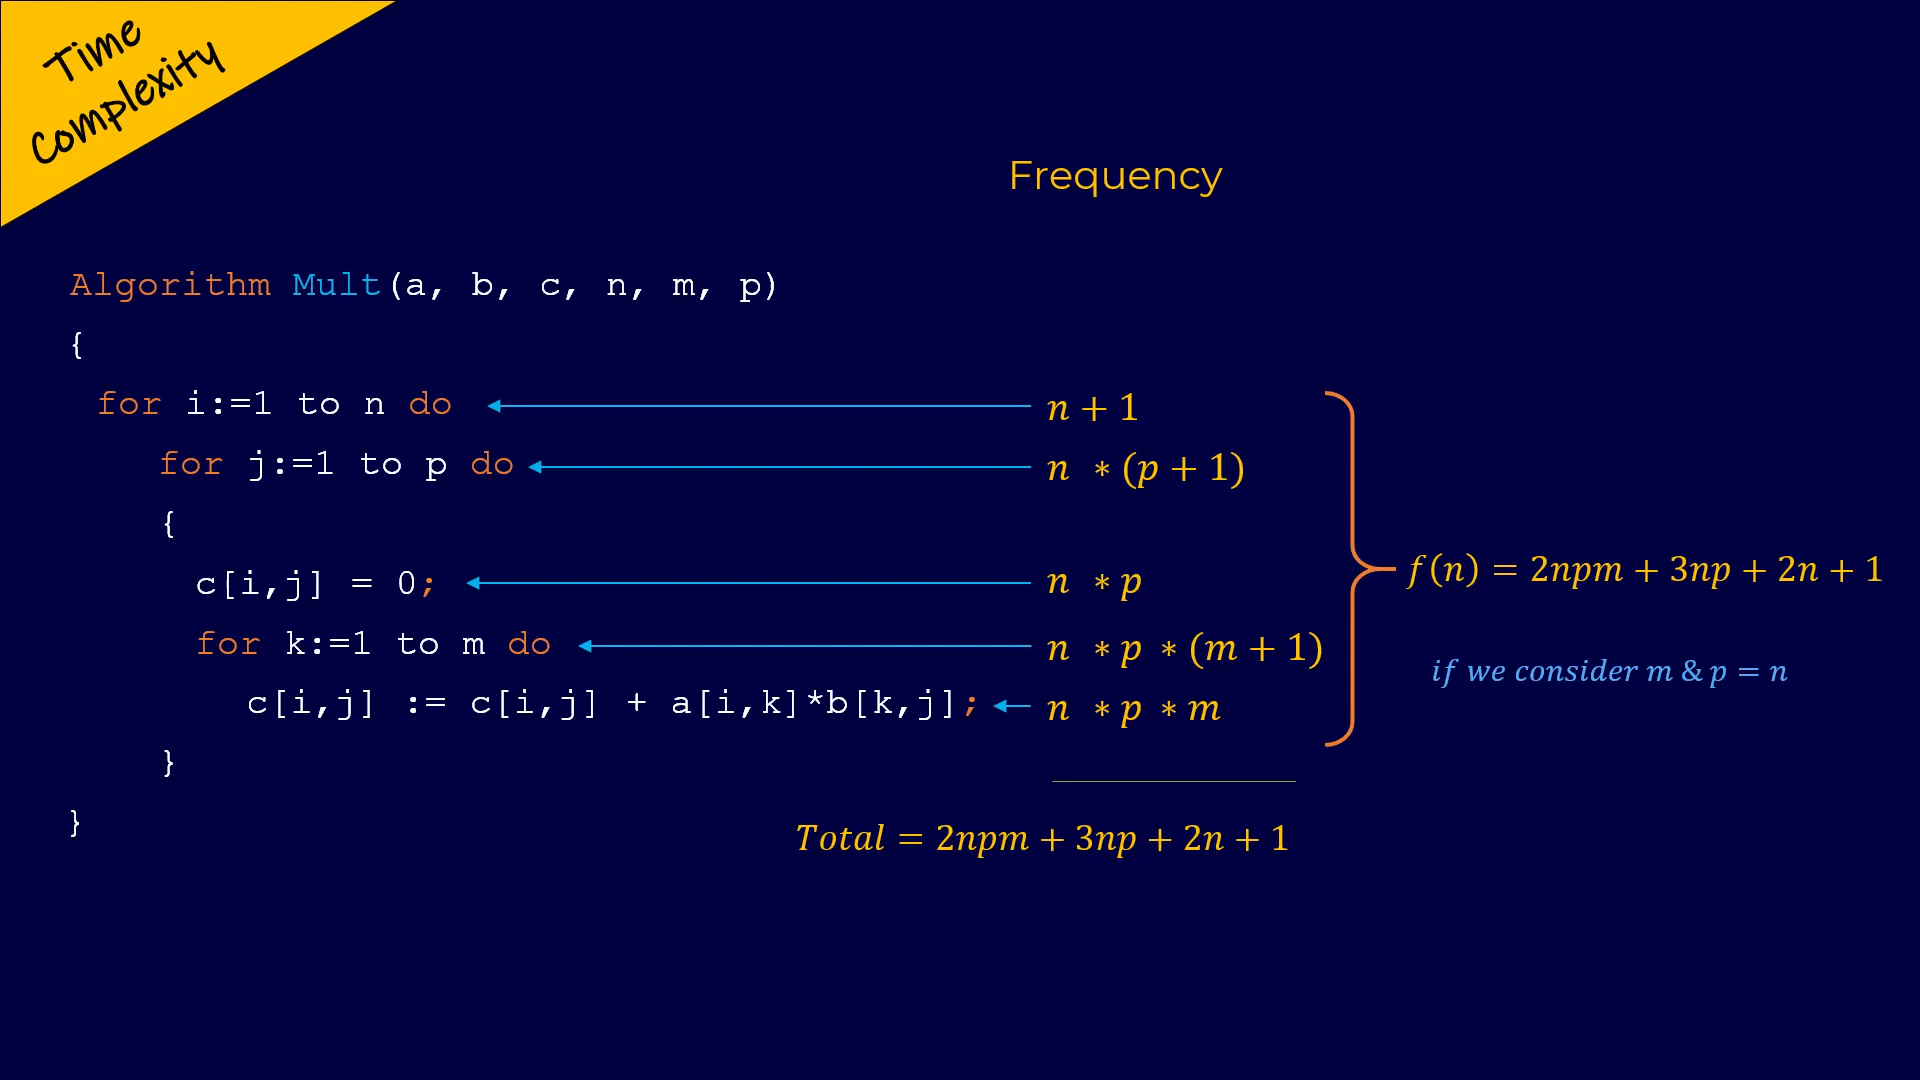 Time
Complexity
Frequency
Algorithm Mult(a, b, c, n, m, p)
{
for i:=1 to n do
n + 1
for j:=1 to p do
n * (p + 1)
{
c[i,j] = 0;
n * p
for k:=1 to m do
n * p * (m + 1)
c[i,j] := c[i,j] + a[i,k]*b[k,j];
n * p * m
}
}
f(n) = 2npm + 3np + 2n + 1
if we consider m & p = n
Total = 2npm + 3np + 2n + 1